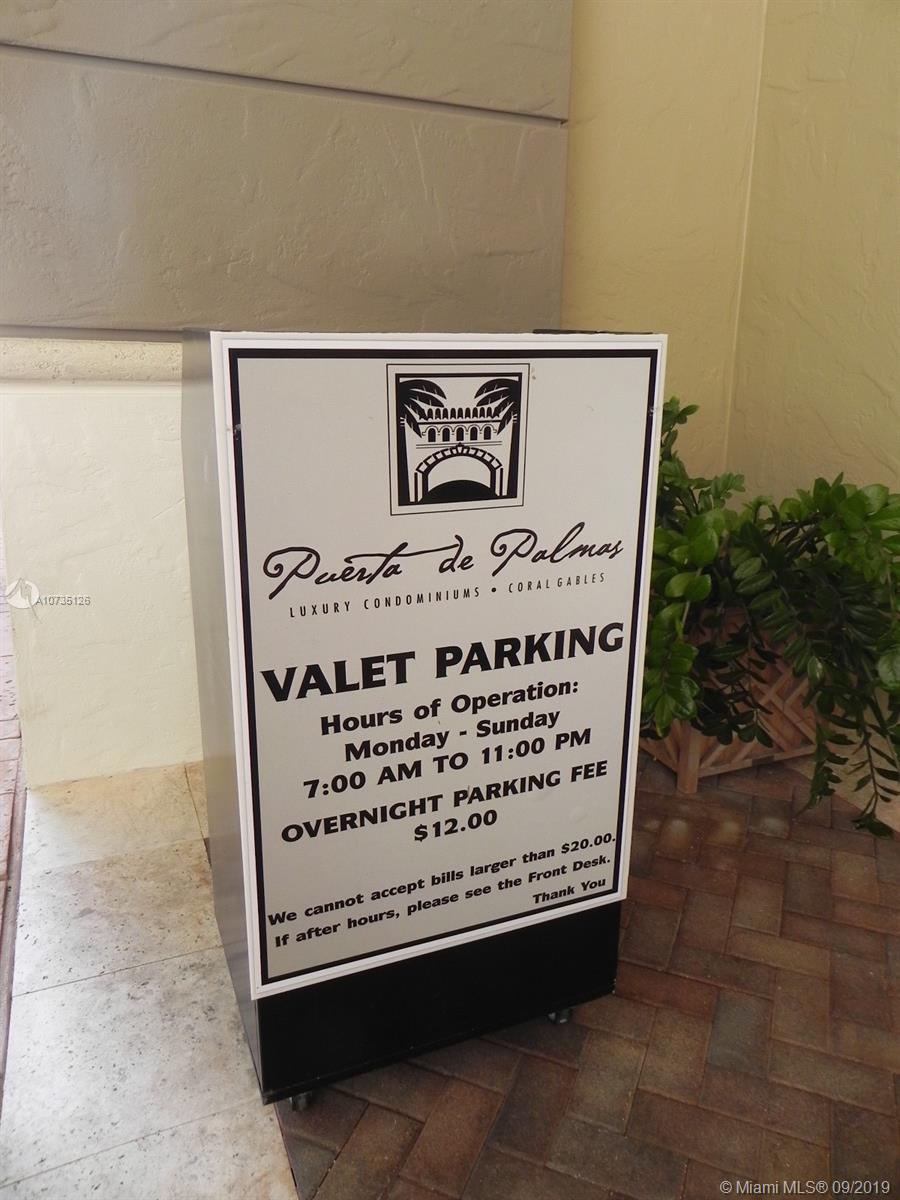 Puerta de Palmas
LUXURY CONDOMINIUMS • CORAL GABLES
VALET PARKING
Hours of Operation:
Monday - Sunday
7:00 AM TO 11:00 PM
OVERNIGHT PARKING FEE
$12.00
We cannot accept bills larger than $20.00.
If after hours, please see the Front Desk.
Thank You
A10735126
© Miami MLS® 09/2019